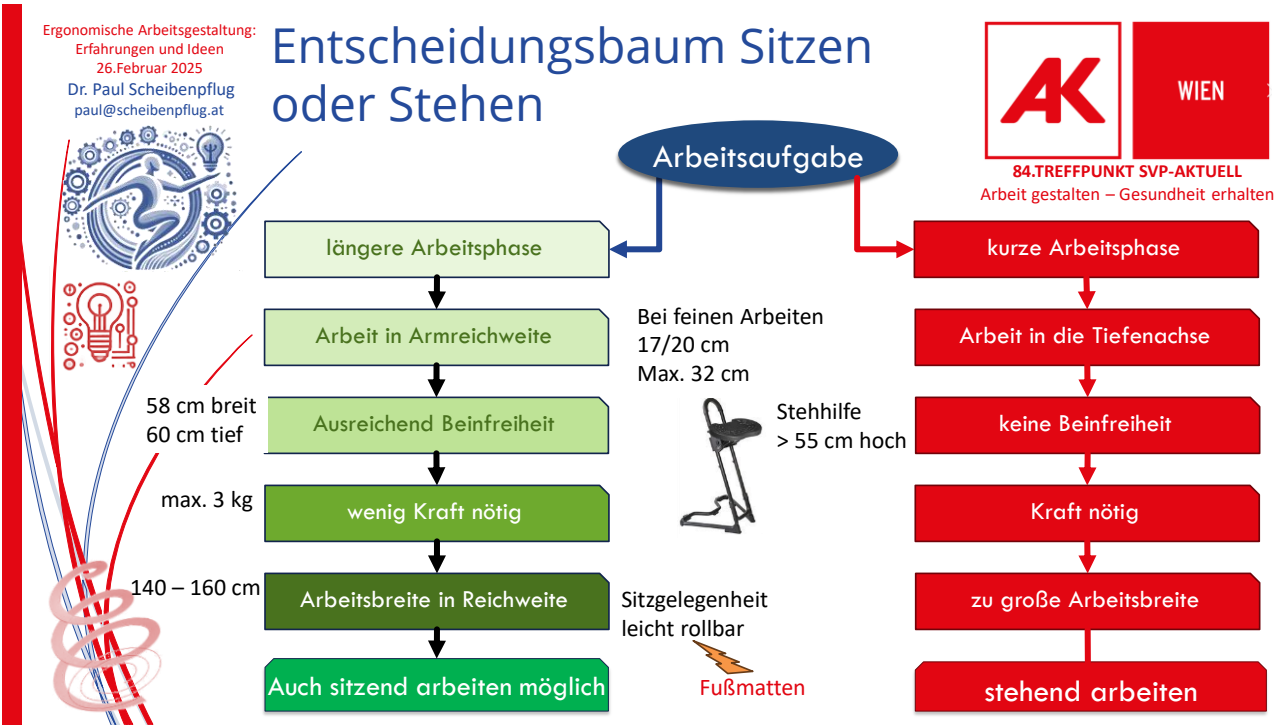 Ergonomische Arbeitsgestaltung:
Erfahrungen und Ideen
26.Februar 2025
Dr. Paul Scheibenpflug
paul@scheibenpflug.at
Entscheidungsbaum Sitzen
oder Stehen
AK
WIEN
84.TREFFPUNKT SVP-AKTUELL
Arbeit gestalten – Gesundheit erhalten
Arbeitsaufgabe
längere Arbeitsphase
kurze Arbeitsphase
Arbeit in Armreichweite
Bei feinen Arbeiten
17/20 cm
Max. 32 cm
Arbeit in die Tiefenachse
58 cm breit
60 cm tief
Ausreichend Beinfreiheit
Stehhilfe
> 55 cm hoch
keine Beinfreiheit
max. 3 kg
wenig Kraft nötig
Kraft nötig
140 – 160 cm
Arbeitsbreite in Reichweite
Sitzgelegenheit
leicht rollbar
zu große Arbeitsbreite
Auch sitzend arbeiten möglich
Fußmatten
stehend arbeiten